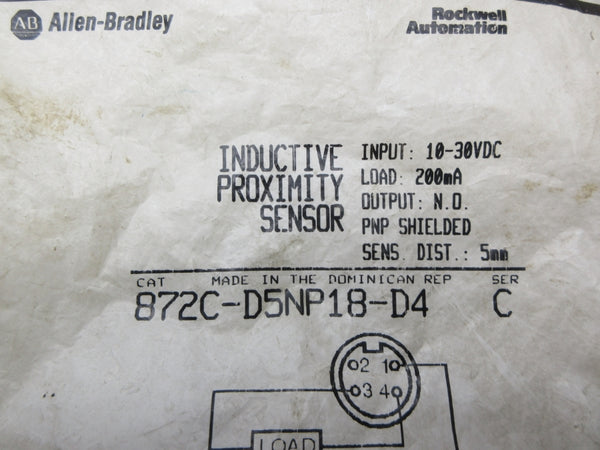 AB Allen-Bradley
Rockwell
Automation
INDUCTIVE
PROXIMITY
SENSOR
INPUT: 10-30VDC
LOAD: 200mA
OUTPUT: N.O.
PNP SHIELDED
SENS. DIST.: 5mm
CAT MADE IN THE DOMINICAN REP SER
872C-D5NP18-D4 C
2 1
3 4
LOAD